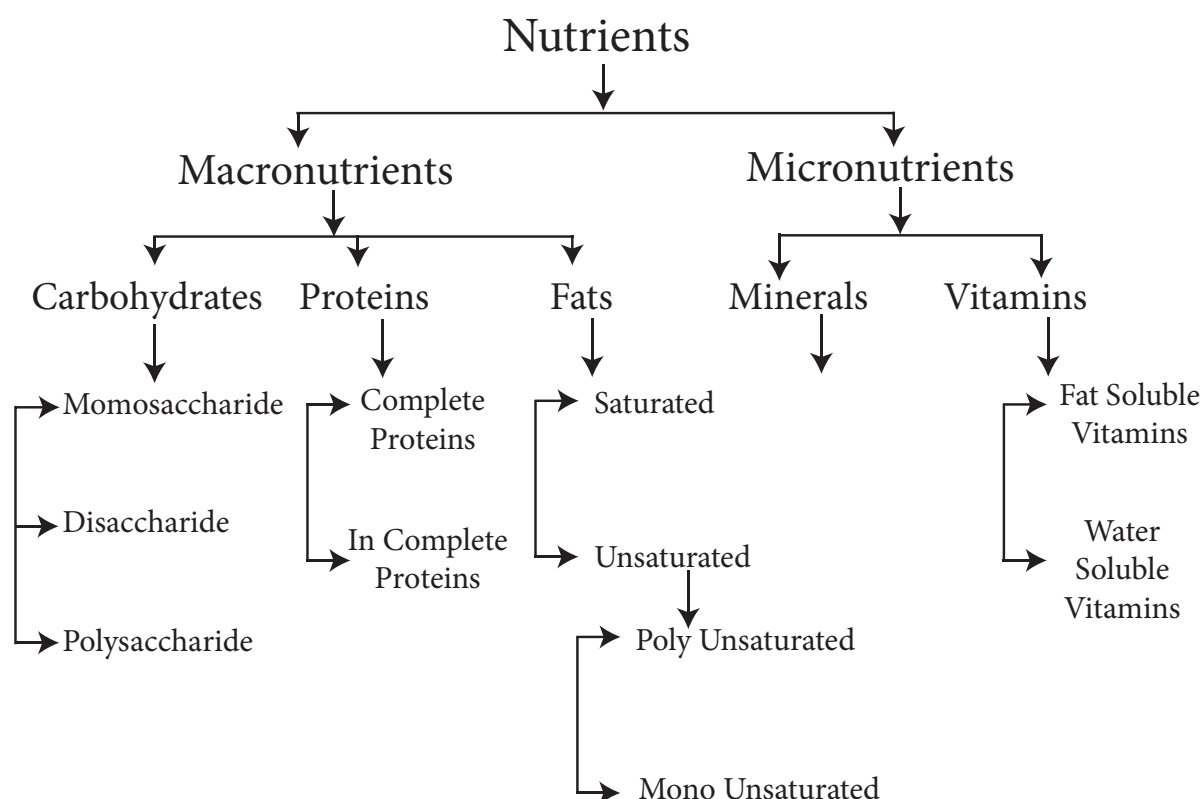 Nutrients
Macronutrients
Micronutrients
Carbohydrates
Proteins
Fats
Minerals
Vitamins
Momosaccharide
Disaccharide
Polysaccharide
Complete
Proteins
In Complete
Proteins
Saturated
Unsaturated
Poly Unsaturated
Mono Unsaturated
Fat Soluble
Vitamins
Water
Soluble
Vitamins